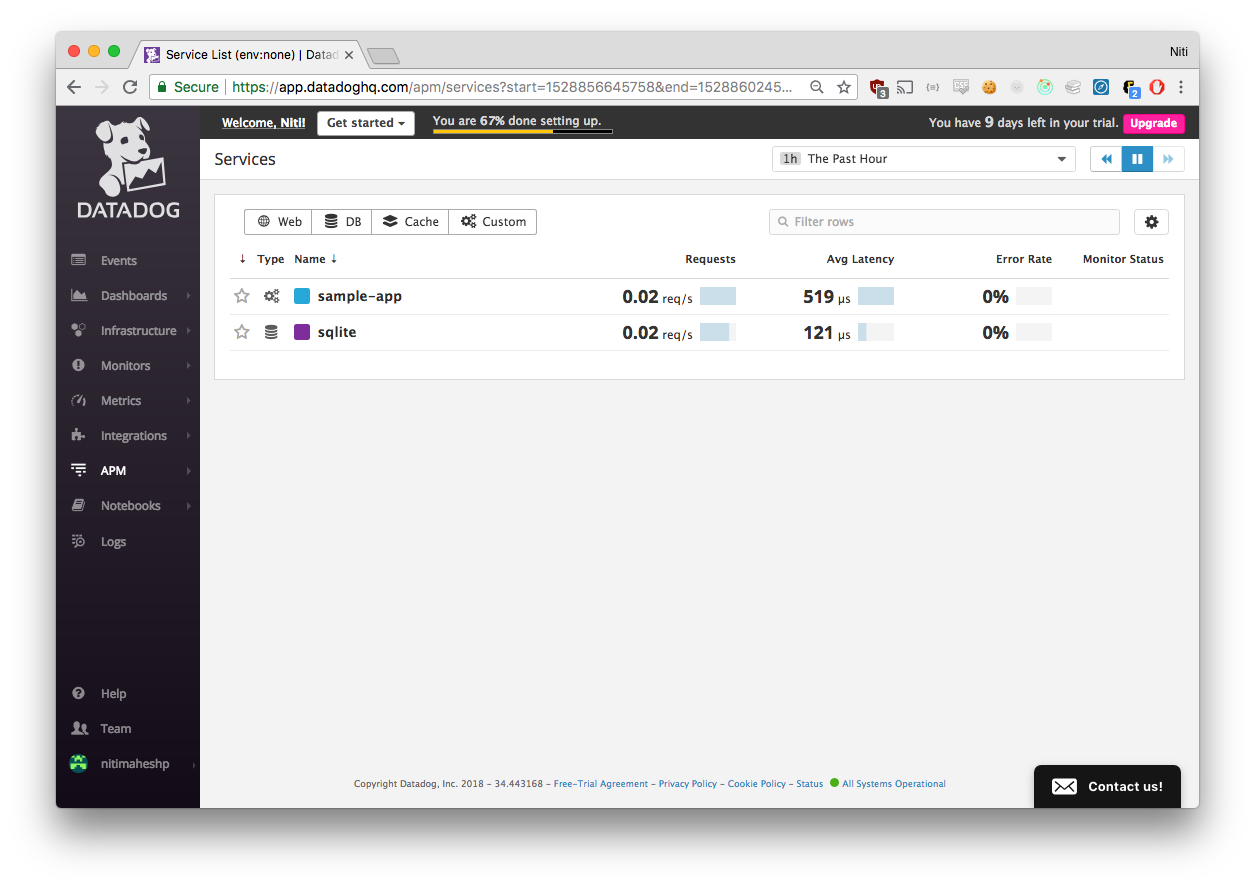 Service List (env:none) | Datad
Niti
Secure https://app.datadoghq.com/apm/services?start=1528856645758&end=1528860245...
3
2
DATADOG
Welcome, Niti!
Get started
You are 67% done setting up.
You have 9 days left in your trial.
Upgrade
Services
1h The Past Hour
Web
DB
Cache
Custom
Filter rows
↓ Type Name ↓ Requests Avg Latency Error Rate Monitor Status
sample-app 0.02 req/s 519 µs 0%
sqlite 0.02 req/s 121 µs 0%
Events
Dashboards
Infrastructure
Monitors
Metrics
Integrations
APM
Notebooks
Logs
Help
Team
nitimaheshp
Copyright Datadog, Inc. 2018 – 34.443168 – Free-Trial Agreement – Privacy Policy – Cookie Policy – Status All Systems Operational
Contact us!